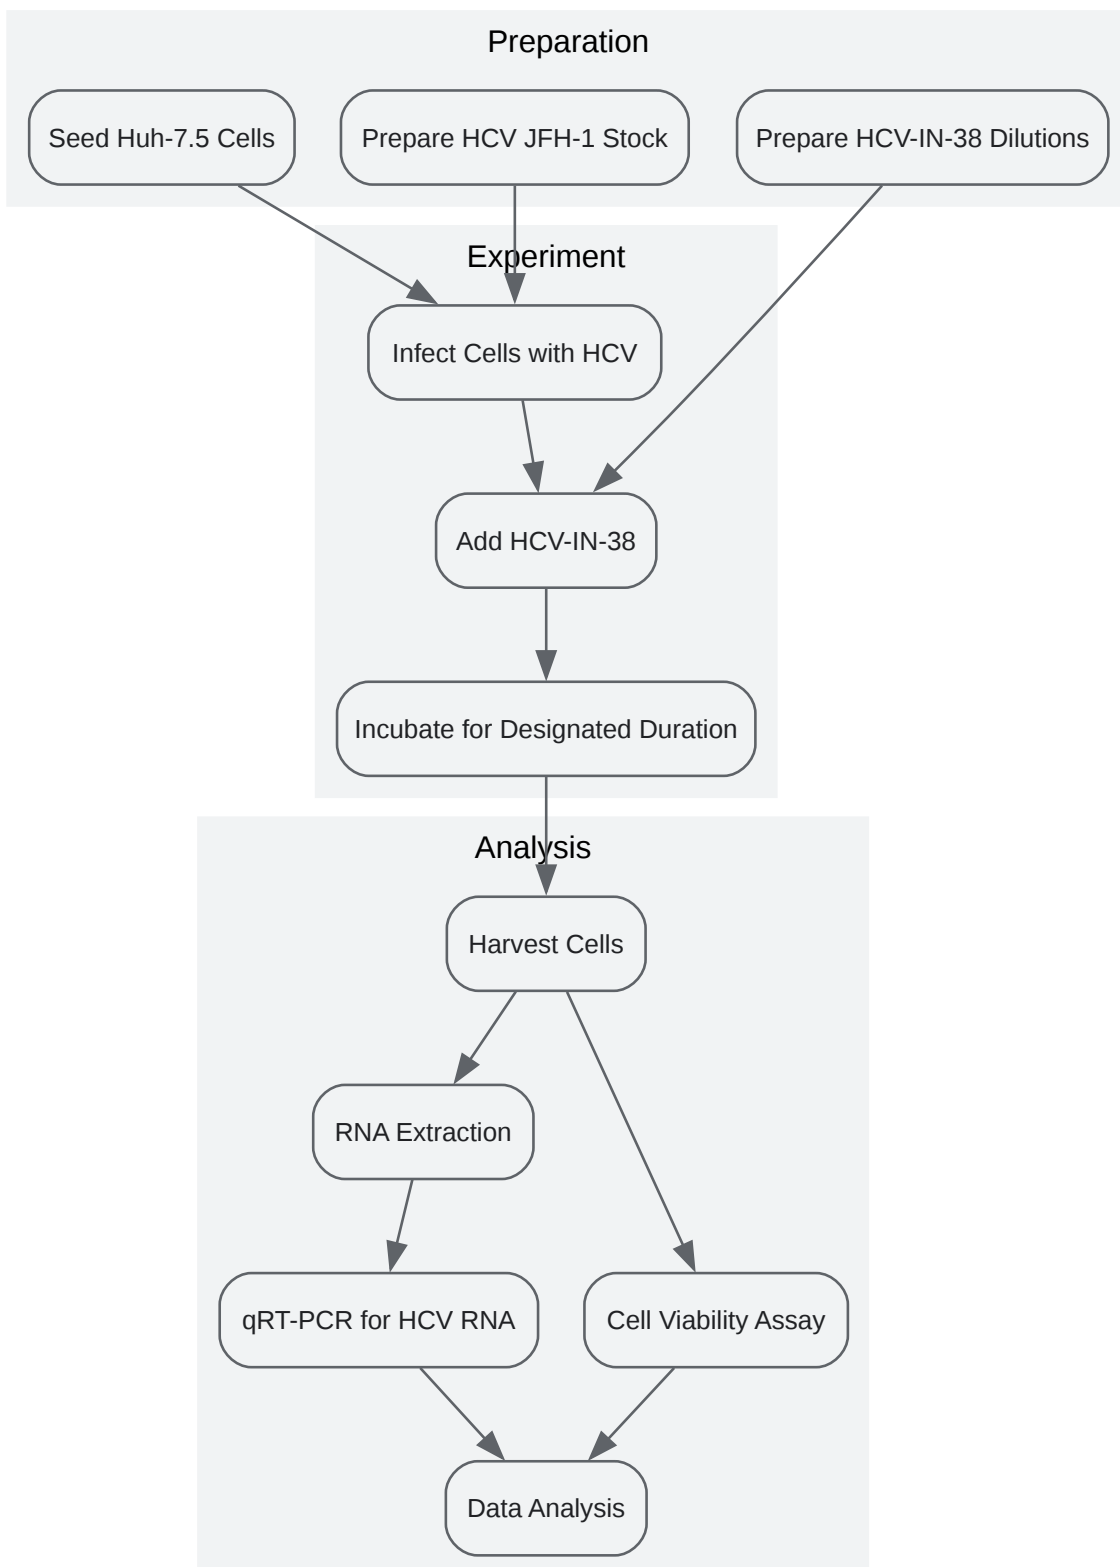 Preparation
Seed Huh-7.5 Cells
Prepare HCV JFH-1 Stock
Prepare HCV-IN-38 Dilutions
Experiment
Infect Cells with HCV
Add HCV-IN-38
Incubate for Designated Duration
Analysis
Harvest Cells
RNA Extraction
qRT-PCR for HCV RNA
Cell Viability Assay
Data Analysis